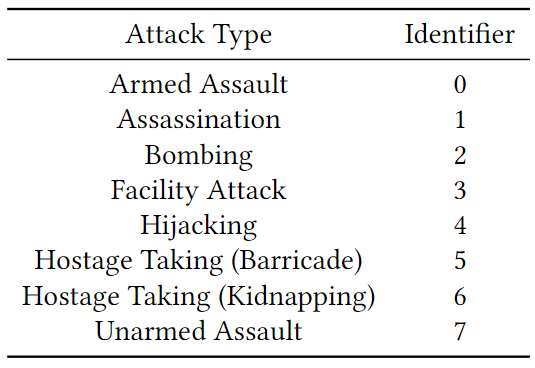 Attack Type Identifier
Armed Assault 0
Assassination 1
Bombing 2
Facility Attack 3
Hijacking 4
Hostage Taking (Barricade) 5
Hostage Taking (Kidnapping) 6
Unarmed Assault 7